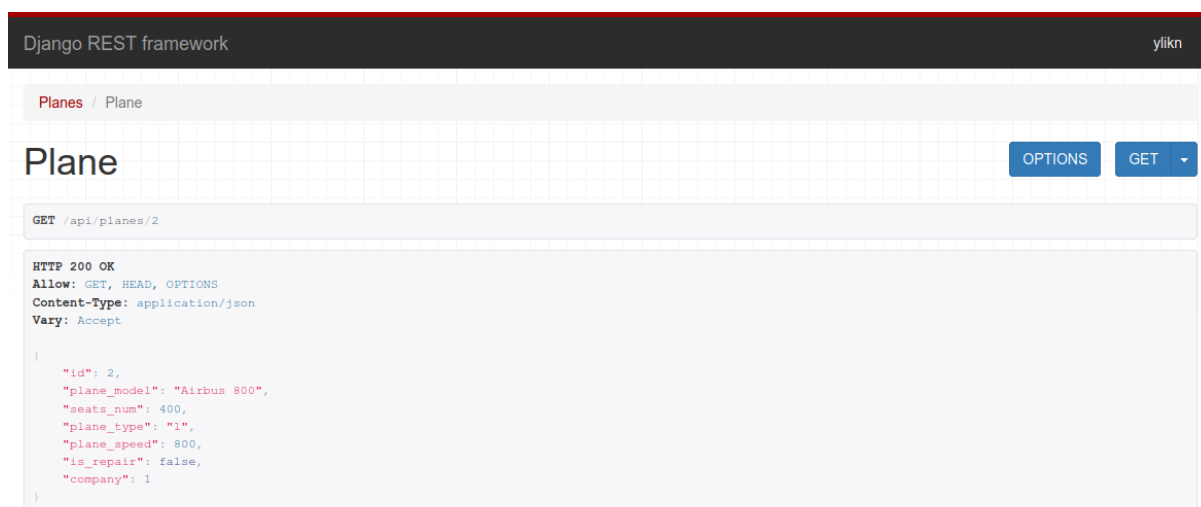 Django REST framework ylikn
Planes / Plane
Plane OPTIONS GET
GET /api/planes/2
HTTP 200 OK
Allow: GET, HEAD, OPTIONS
Content-Type: application/json
Vary: Accept
{
    "id": 2,
    "plane_model": "Airbus 800",
    "seats_num": 400,
    "plane_type": "1",
    "plane_speed": 800,
    "is_repair": false,
    "company": 1
}